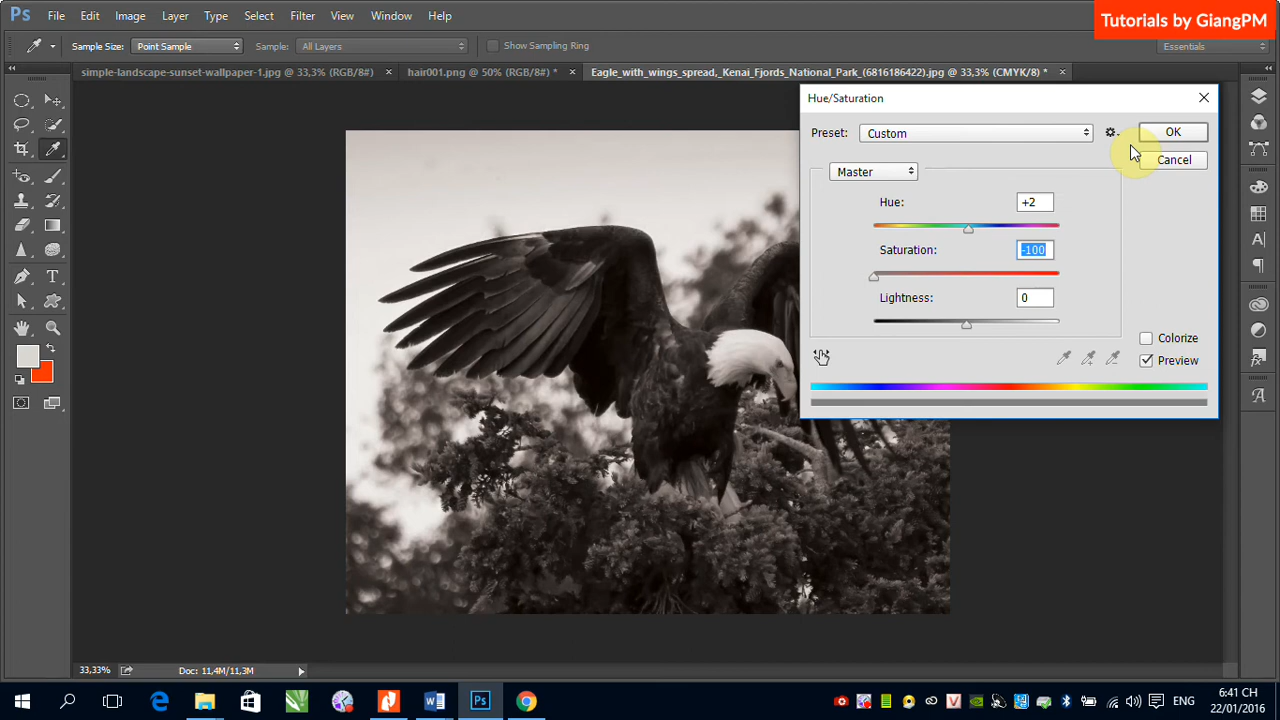 Tutorials by GiangPM
Ps File Edit Image Layer Type Select Filter View Window Help
Sample Size: Point Sample Sample: All Layers Show Sampling Ring Essentials
simple-landscape-sunset-wallpaper-1.jpg @ 33,3% (RGB/8#) × hair001.png @ 50% (RGB/8#) * × Eagle_with_wings_spread,_Kenai_Fjords_National_Park_(6816186422).jpg @ 33,3% (CMYK/8) * ×
Hue/Saturation
Preset: Custom OK
Cancel
Master
Hue: +2
Saturation: -100
Lightness: 0
Colorize
Preview
33,33% Doc: 11,4M/11,3M
ENG
6:41 CH
22/01/2016